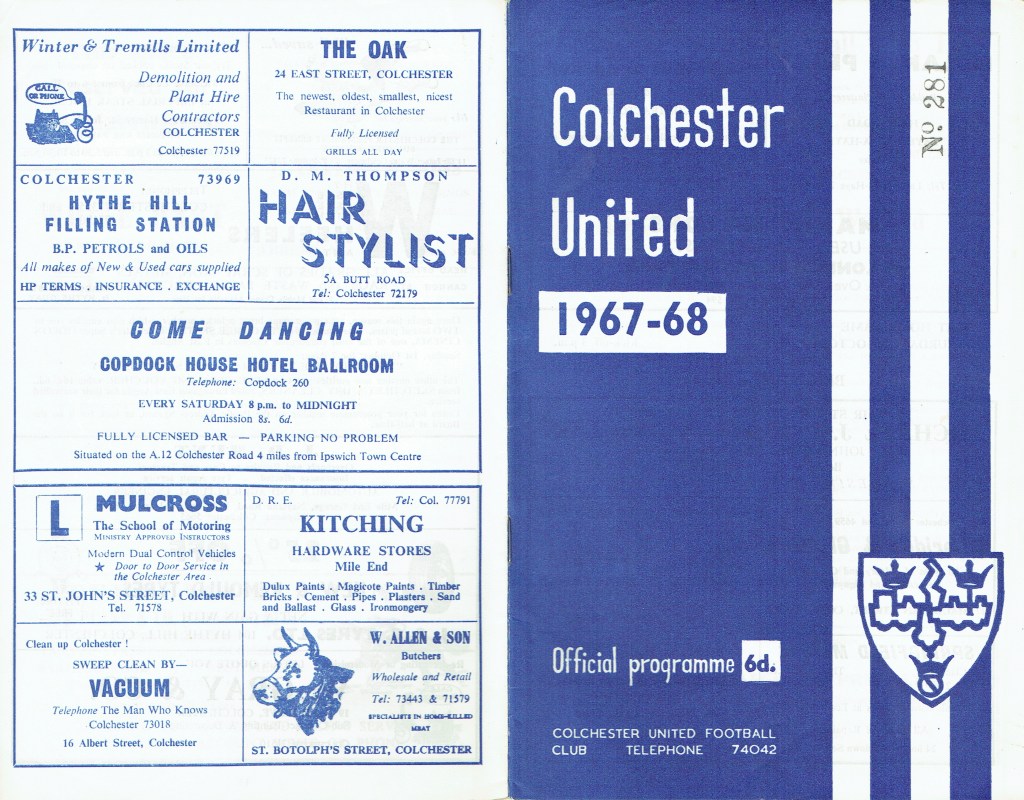 Winter & Tremills Limited
CALL
OR PHONE
Demolition and
Plant Hire
Contractors
COLCHESTER
Colchester 77519
THE OAK
24 EAST STREET, COLCHESTER
The newest, oldest, smallest, nicest
Restaurant in Colchester
Fully Licensed
GRILLS ALL DAY
COLCHESTER 73969
HYTHE HILL
FILLING STATION
B.P. PETROLS and OILS
All makes of New & Used cars supplied
HP TERMS . INSURANCE . EXCHANGE
D. M. THOMPSON
HAIR
STYLIST
5A BUTT ROAD
Tel: Colchester 72179
COME DANCING
COPDOCK HOUSE HOTEL BALLROOM
Telephone: Copdock 260
EVERY SATURDAY 8 p.m. to MIDNIGHT
Admission 8s. 6d.
FULLY LICENSED BAR — PARKING NO PROBLEM
Situated on the A.12 Colchester Road 4 miles from Ipswich Town Centre
L
MULCROSS
The School of Motoring
MINISTRY APPROVED INSTRUCTORS
Modern Dual Control Vehicles
★ Door to Door Service in
the Colchester Area
33 ST. JOHN'S STREET, Colchester
Tel. 71578
D. R. E. Tel: Col. 77791
KITCHING
HARDWARE STORES
Mile End
Dulux Paints . Magicote Paints . Timber
Bricks . Cement . Pipes . Plasters . Sand
and Ballast . Glass . Ironmongery
Clean up Colchester !
SWEEP CLEAN BY—
VACUUM
Telephone The Man Who Knows
Colchester 73018
16 Albert Street, Colchester
W. ALLEN & SON
Butchers
Wholesale and Retail
Tel: 73443 & 71579
SPECIALISTS IN HOME-KILLED
MEAT
ST. BOTOLPH'S STREET, COLCHESTER
Colchester
United
1967-68
No 281
Official programme 6d.
COLCHESTER UNITED FOOTBALL
CLUB TELEPHONE 74042